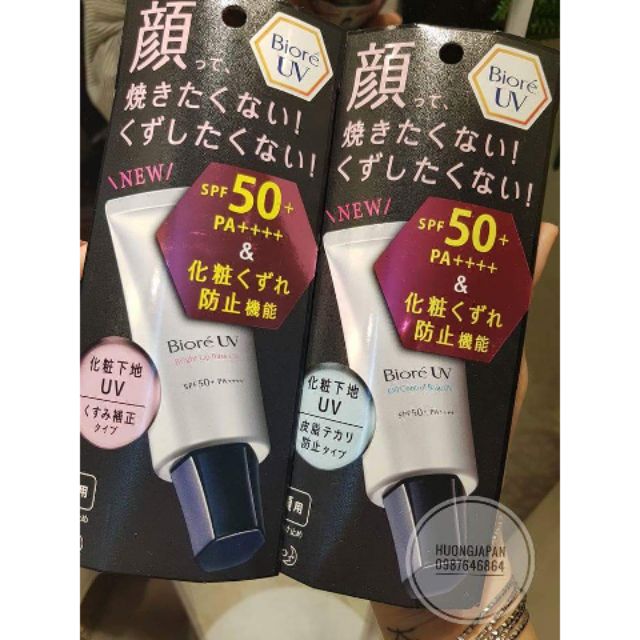 顔って、
焼きたくない!
くずしたくない!
Bioré
UV
NEW
SPF50+
PA++++
&
化粧くずれ
防止機能
Bioré UV
Bright Up Base UV
SPF 50+ PA++++
化粧下地
UV
くすみ補正
タイプ
顔って、
焼きたくない!
くずしたくない!
Bioré
UV
NEW
SPF50+
PA++++
&
化粧くずれ
防止機能
Bioré UV
SPF 50+ PA++++
化粧下地
UV
皮脂テカリ
防止タイプ
HUONGJAPAN
0987646864